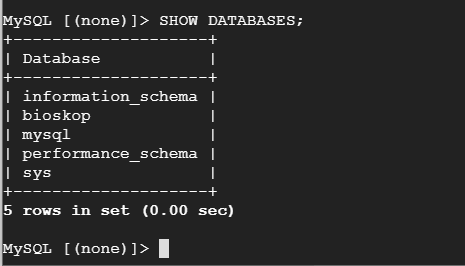 MySQL [(none)]> SHOW DATABASES;
+--------------------+
| Database           |
+--------------------+
| information_schema |
| bioskop            |
| mysql              |
| performance_schema |
| sys                |
+--------------------+
5 rows in set (0.00 sec)
MySQL [(none)]>